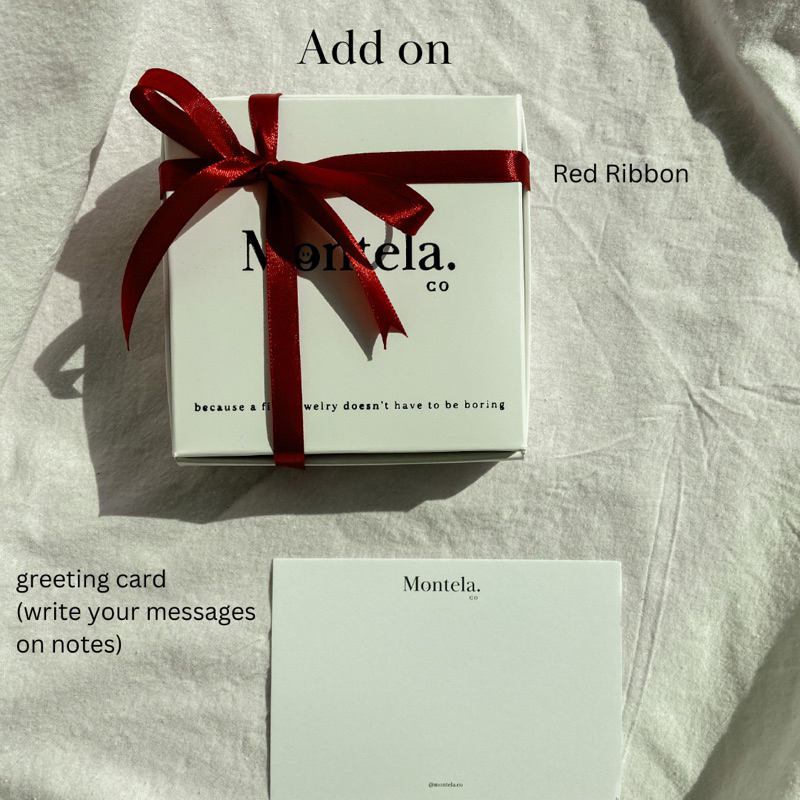 Add on
Red Ribbon
Montela.
co
because a welry doesn't have to be boring
greeting card
(write your messages
on notes)
Montela.
co
@montela.co